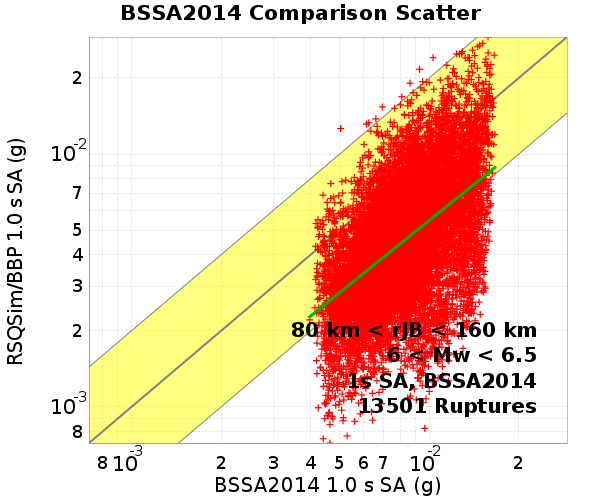 BSSA2014 Comparison Scatter
RSQSim/BBP 1.0 s SA (g)
2
10-2
7
5
4
3
2
10-3
8
80 km < rJB < 160 km
6 < Mw < 6.5
1s SA, BSSA2014
13501 Ruptures
8 10-3 2 3 4 5 6 7 10-2 2
BSSA2014 1.0 s SA (g)